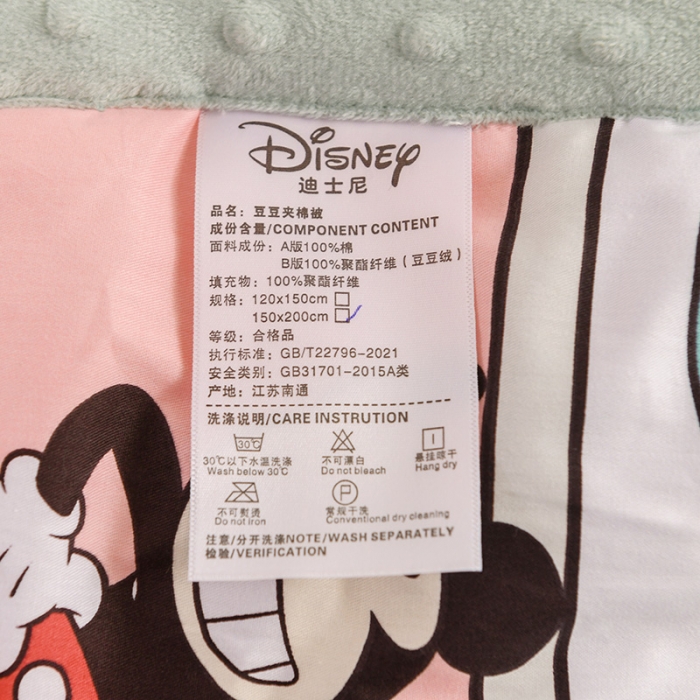 DISNEY
迪士尼
品名：豆豆夹棉被
成份含量/COMPONENT CONTENT
面料成份：A版100%棉
B版100%聚酯纤维（豆豆绒）
填充物：100%聚酯纤维
规格：120x150cm
150x200cm
等级：合格品
执行标准：GB/T22796-2021
安全类别：GB31701-2015A类
产地：江苏南通
洗涤说明/CARE INSTRUTION
30℃
30℃以下水温洗涤
Wash below 30℃
不可漂白
Do not bleach
悬挂晾干
Hang dry
不可熨烫
Do not iron
P
常规干洗
Conventional dry cleaning
注意/分开洗涤NOTE/WASH SEPARATELY
检验/VERIFICATION